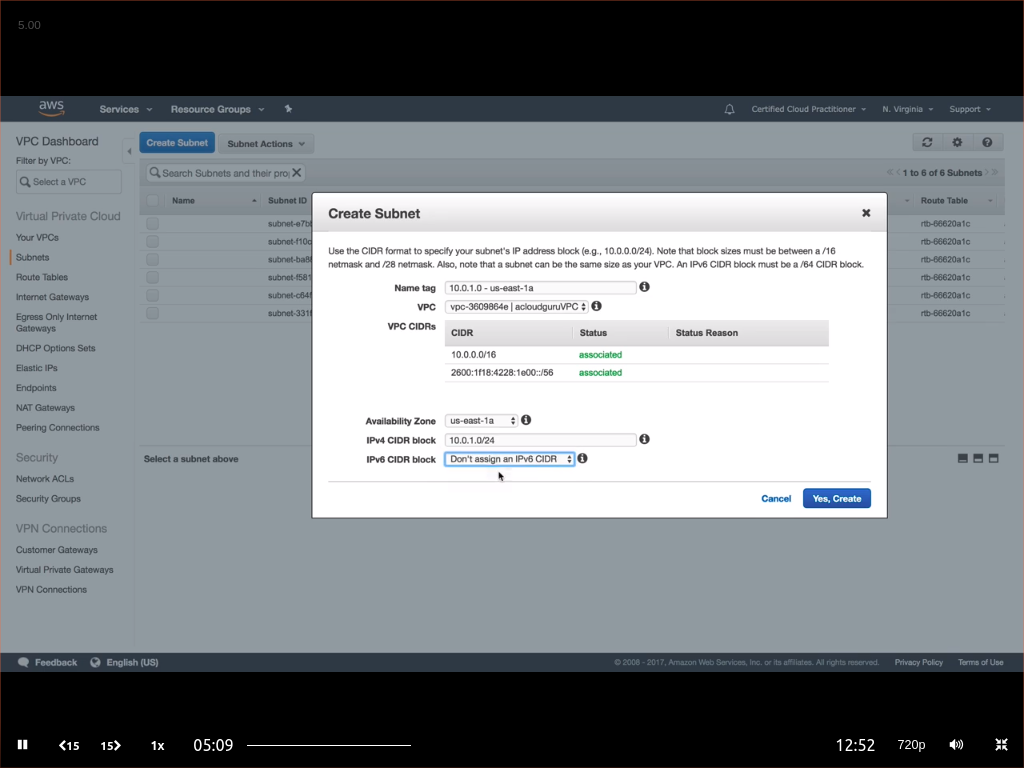 5.00
aws Services Resource Groups Certified Cloud Practitioner N. Virginia Support
VPC Dashboard
Filter by VPC:
Select a VPC
Virtual Private Cloud
Your VPCs
Subnets
Route Tables
Internet Gateways
Egress Only Internet
Gateways
DHCP Options Sets
Elastic IPs
Endpoints
NAT Gateways
Peering Connections
Security
Network ACLs
Security Groups
VPN Connections
Customer Gateways
Virtual Private Gateways
VPN Connections
Create Subnet Subnet Actions
Search Subnets and their pro
1 to 6 of 6 Subnets
Name Subnet ID Route Table
subnet-e7b rtb-66620a1c
subnet-f10c rtb-66620a1c
subnet-ba8 rtb-66620a1c
subnet-f581 rtb-66620a1c
subnet-c64f rtb-66620a1c
subnet-331f rtb-66620a1c
Select a subnet above
Create Subnet
Use the CIDR format to specify your subnet's IP address block (e.g., 10.0.0.0/24). Note that block sizes must be between a /16
netmask and /28 netmask. Also, note that a subnet can be the same size as your VPC. An IPv6 CIDR block must be a /64 CIDR block.
Name tag 10.0.1.0 - us-east-1a
VPC vpc-3609864e | acloudguruVPC
VPC CIDRs
CIDR Status Status Reason
10.0.0.0/16 associated
2600:1f18:4228:1e00::/56 associated
Availability Zone us-east-1a
IPv4 CIDR block 10.0.1.0/24
IPv6 CIDR block Don't assign an IPv6 CIDR
Cancel Yes, Create
Feedback English (US) © 2008 - 2017, Amazon Web Services, Inc. or its affiliates. All rights reserved. Privacy Policy Terms of Use
15 15 1x 05:09 12:52 720p